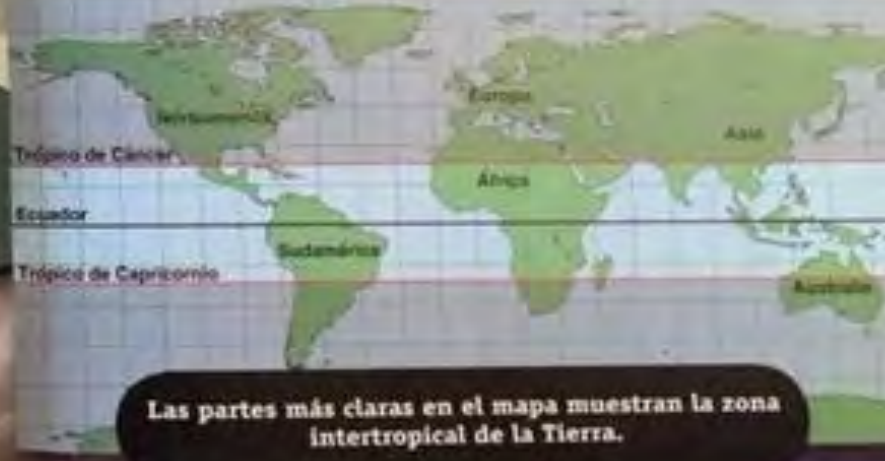 Norteamérica
Europa
Asia
Trópico de Cáncer
África
Ecuador
Sudamérica
Trópico de Capricornio
Australia
Las partes más claras en el mapa muestran la zona
intertropical de la Tierra.